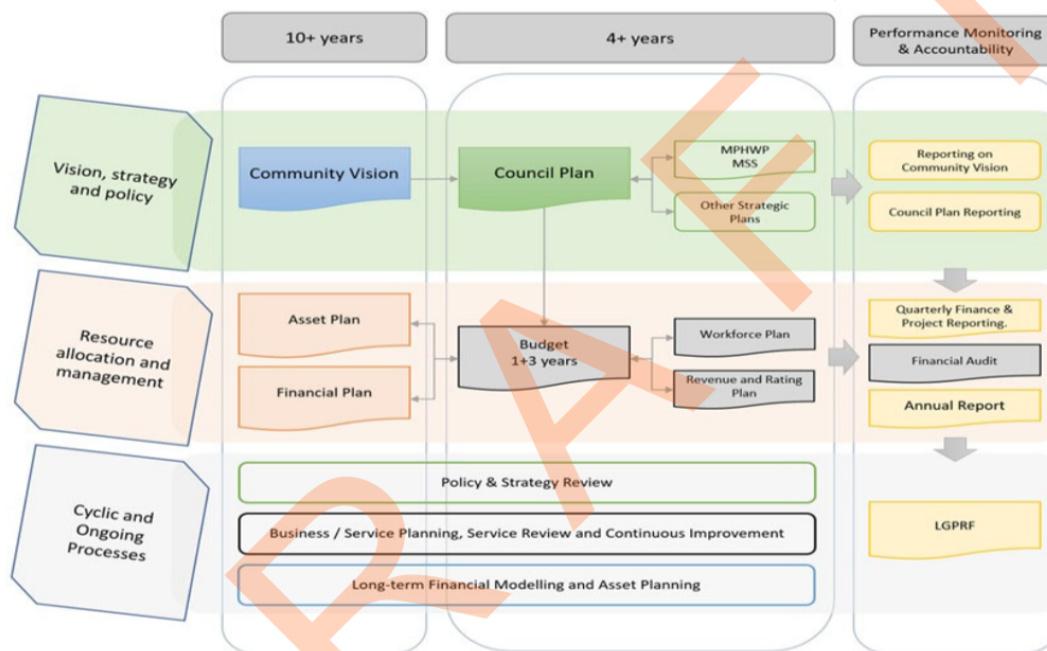 10+ years
4+ years
Performance Monitoring
& Accountability
Vision, strategy
and policy
Community Vision
Council Plan
MPHWP
MSS
Other Strategic
Plans
Reporting on
Community Vision
Council Plan Reporting
Resource
allocation and
management
Asset Plan
Financial Plan
Budget
1+3 years
Workforce Plan
Revenue and Rating
Plan
Quarterly Finance &
Project Reporting.
Financial Audit
Annual Report
Cyclic and
Ongoing
Processes
Policy & Strategy Review
Business / Service Planning, Service Review and Continuous Improvement
Long-term Financial Modelling and Asset Planning
LGPRF
RAFT